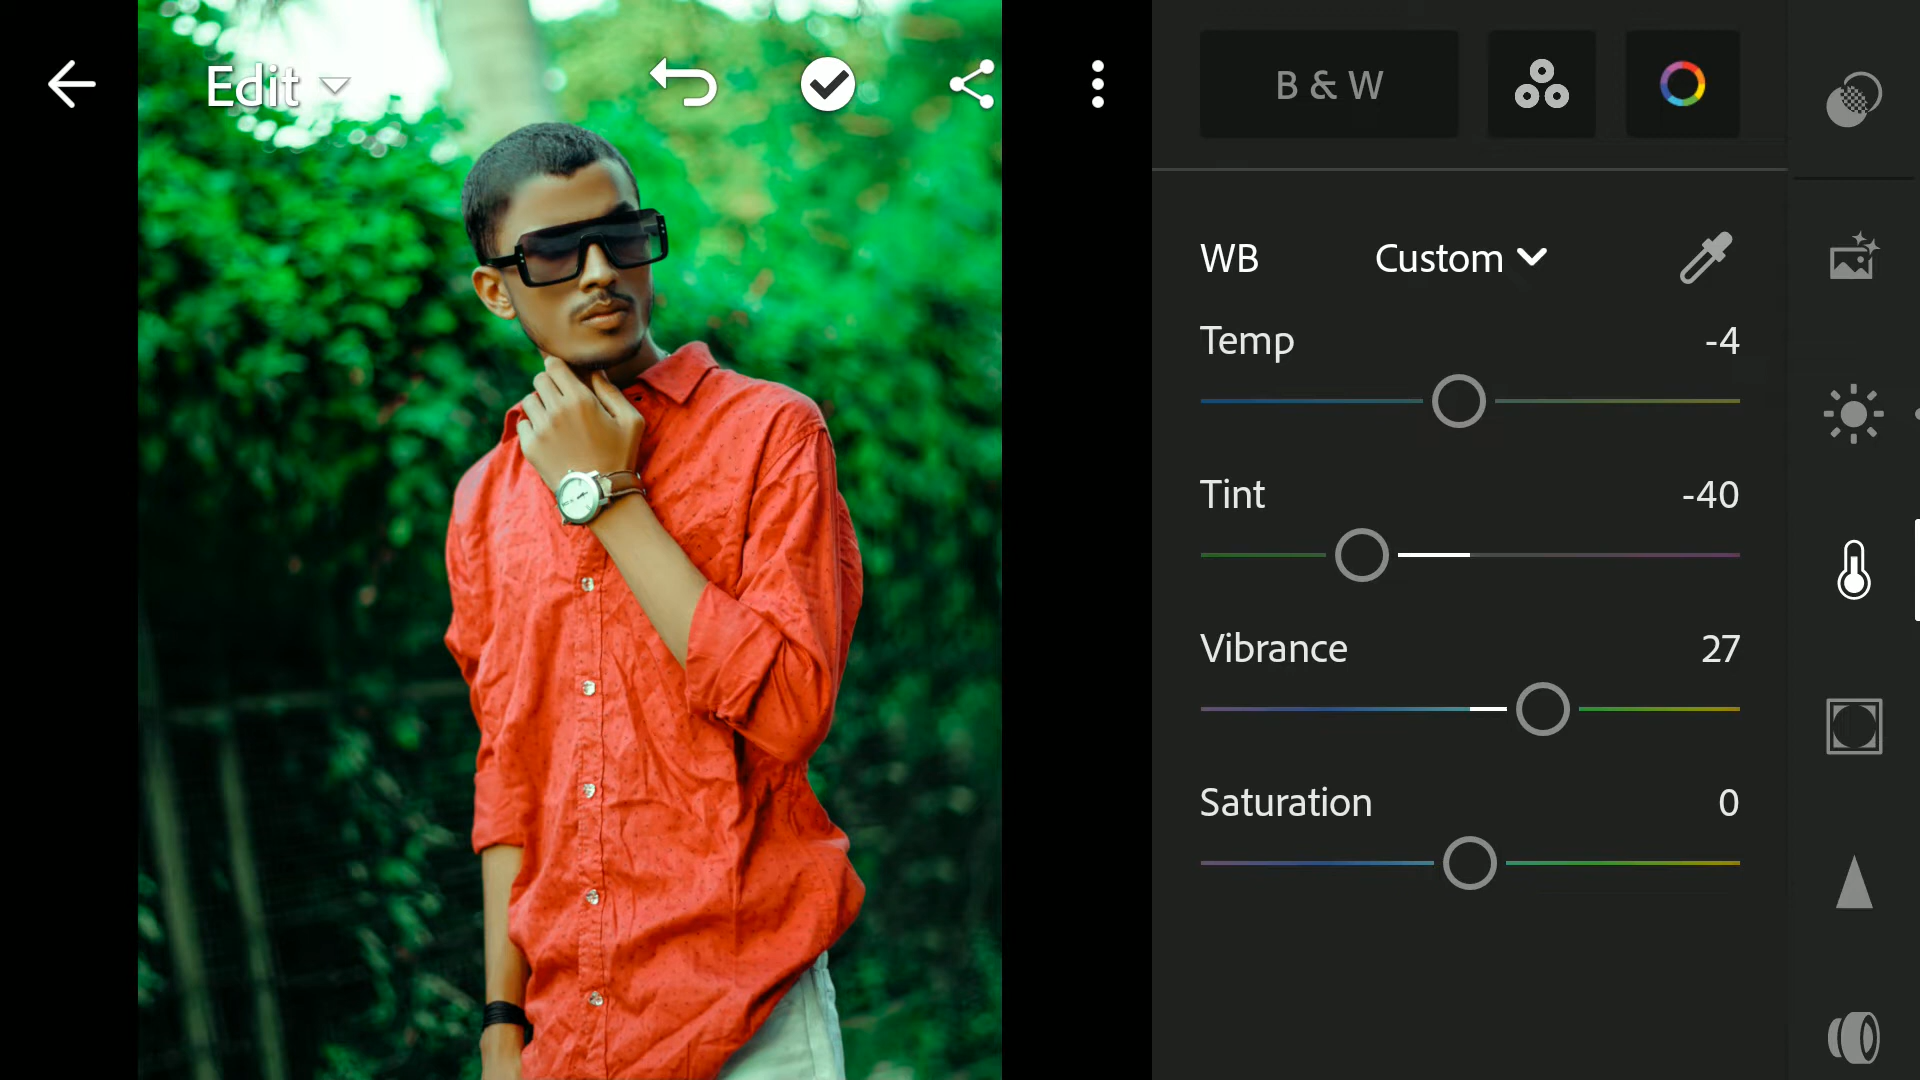 Edit
B & W
WB Custom
Temp -4
Tint -40
Vibrance 27
Saturation 0